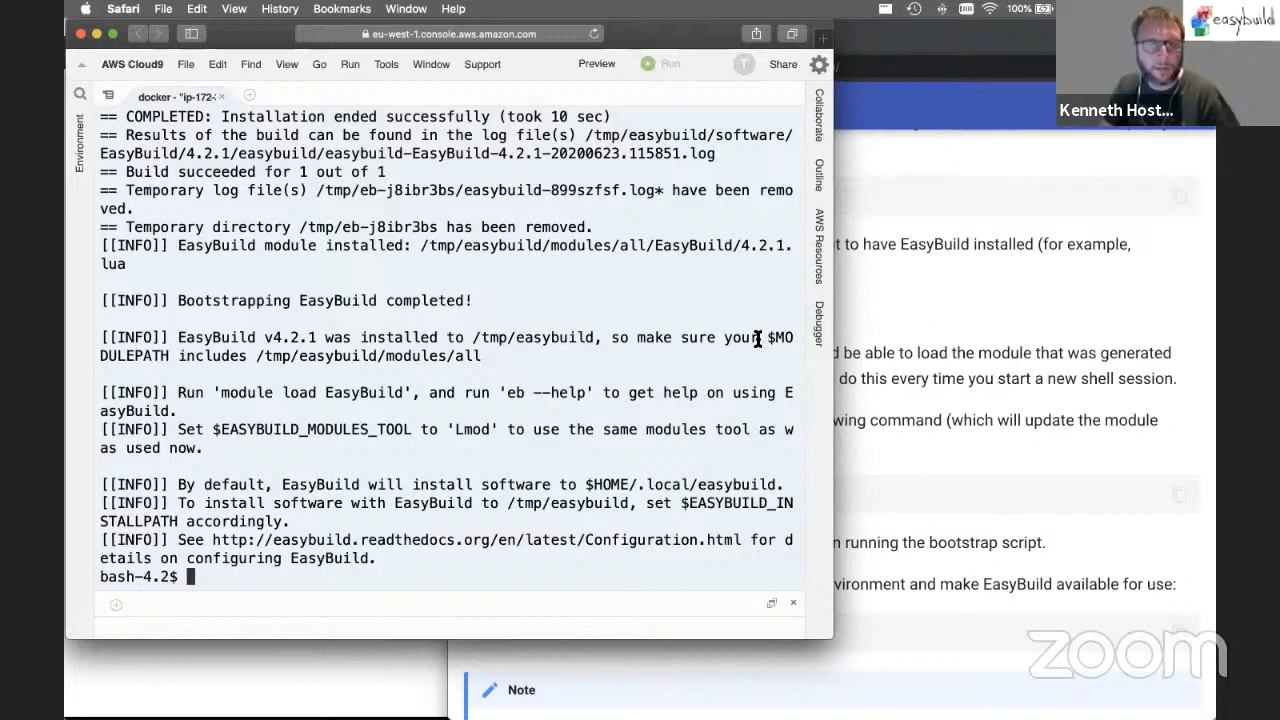 Safari File Edit View History Bookmarks Window Help
100%
easybuild
eu-west-1.console.aws.amazon.com
AWS Cloud9 File Edit Find View Go Run Tools Window Support Preview Run T Share
docker - "ip-172-
Environment
Collaborate
Outline
AWS Resources
Debugger
Kenneth Host...
== COMPLETED: Installation ended successfully (took 10 sec)
== Results of the build can be found in the log file(s) /tmp/easybuild/software/
EasyBuild/4.2.1/easybuild/easybuild-EasyBuild-4.2.1-20200623.115851.log
== Build succeeded for 1 out of 1
== Temporary log file(s) /tmp/eb-j8ibr3bs/easybuild-899szfsf.log* have been remo
ved.
== Temporary directory /tmp/eb-j8ibr3bs has been removed.
[[INFO]] EasyBuild module installed: /tmp/easybuild/modules/all/EasyBuild/4.2.1.
lua
[[INFO]] Bootstrapping EasyBuild completed!
[[INFO]] EasyBuild v4.2.1 was installed to /tmp/easybuild, so make sure your $MO
DULEPATH includes /tmp/easybuild/modules/all
[[INFO]] Run 'module load EasyBuild', and run 'eb --help' to get help on using E
asyBuild.
[[INFO]] Set $EASYBUILD_MODULES_TOOL to 'Lmod' to use the same modules tool as w
as used now.
[[INFO]] By default, EasyBuild will install software to $HOME/.local/easybuild.
[[INFO]] To install software with EasyBuild to /tmp/easybuild, set $EASYBUILD_IN
STALLPATH accordingly.
[[INFO]] See http://easybuild.readthedocs.org/en/latest/Configuration.html for d
etails on configuring EasyBuild.
bash-4.2$
t to have EasyBuild installed (for example,
be able to load the module that was generated
do this every time you start a new shell session.
wing command (which will update the module
n running the bootstrap script.
vironment and make EasyBuild available for use:
Note
zoom